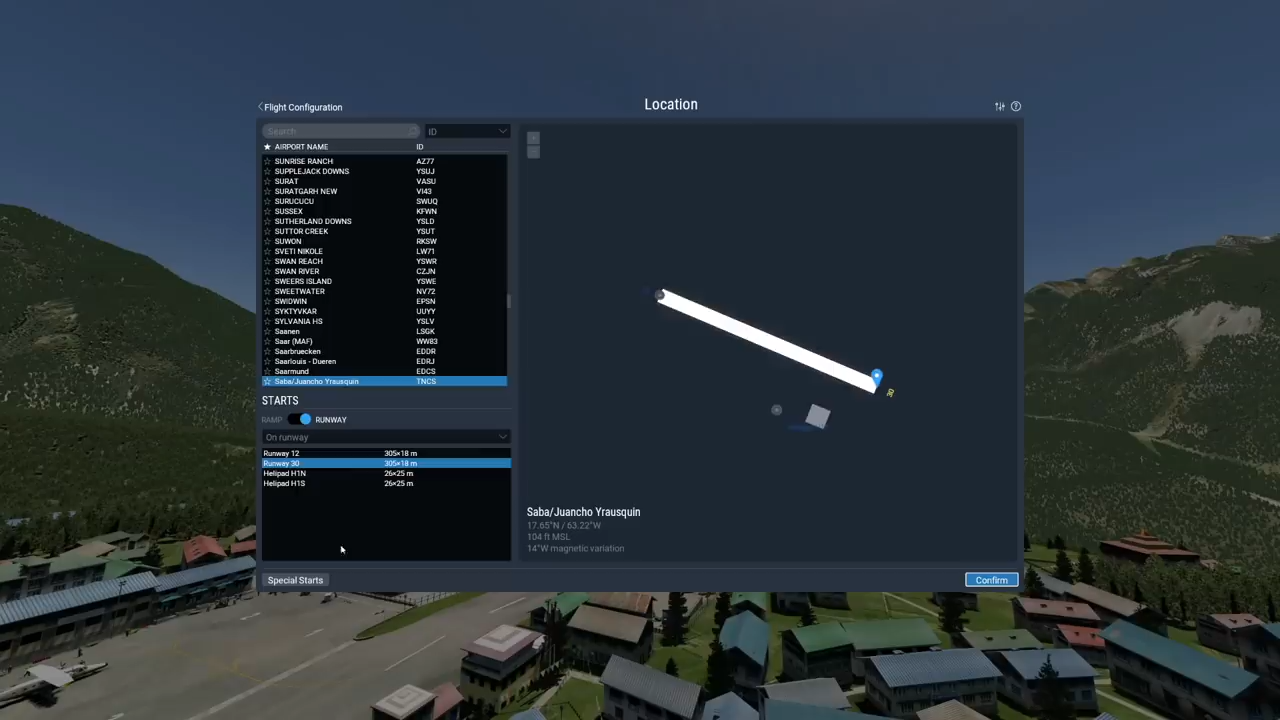 Flight Configuration
Location
Search
ID
AIRPORT NAME ID
SUNRISE RANCH AZ77
SUPPLEJACK DOWNS YSUJ
SURAT VASU
SURATGARH NEW VI43
SURUCUCU SWUQ
SUSSEX KFWN
SUTHERLAND DOWNS YSLD
SUTTOR CREEK YSUT
SUWON RKSW
SVETI NIKOLE LW71
SWAN REACH YSWR
SWAN RIVER CZJN
SWEERS ISLAND YSWE
SWEETWATER NV72
SWIDWIN EPSN
SYKTYVKAR UUYY
SYLVANIA HS YSLV
Saanen LSGK
Saar (MAF) WW83
Saarbruecken EDDR
Saarlouis - Dueren EDRJ
Saarmund EDCS
Saba/Juancho Yrausquin TNCS
STARTS
RAMP RUNWAY
On runway
Runway 12 305×18 m
Runway 30 305×18 m
Helipad H1N 26×25 m
Helipad H1S 26×25 m
30
Saba/Juancho Yrausquin
17.65°N / 63.22°W
104 ft MSL
14°W magnetic variation
Special Starts
Confirm